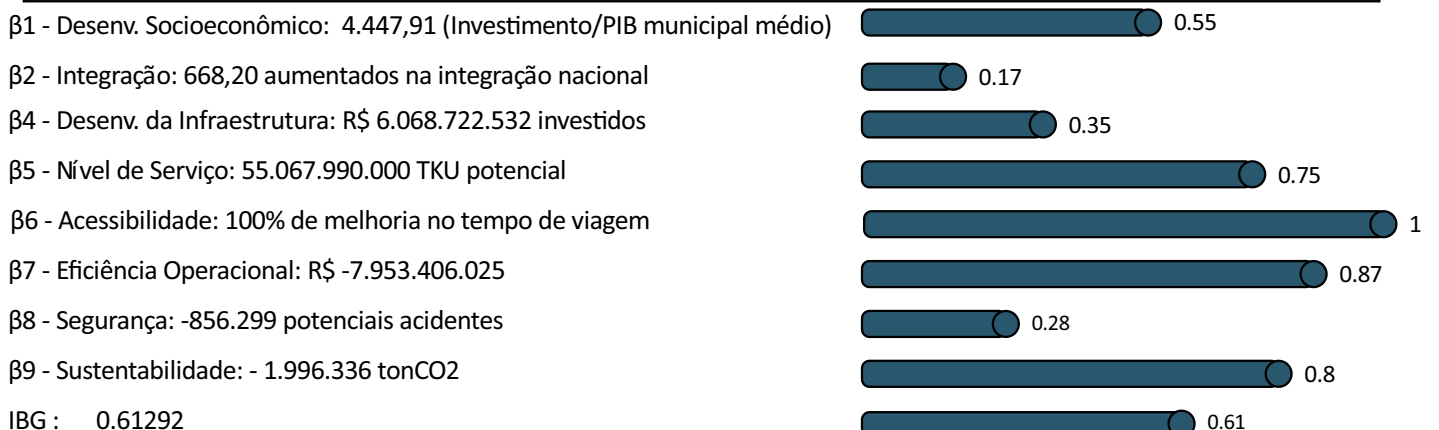 β1 - Desenv. Socioeconômico:  4.447,91 (Investimento/PIB municipal médio) 0.55
β2 - Integração: 668,20 aumentados na integração nacional 0.17
β4 - Desenv. da Infraestrutura: R$ 6.068.722.532 investidos 0.35
β5 - Nível de Serviço: 55.067.990.000 TKU potencial 0.75
β6 - Acessibilidade: 100% de melhoria no tempo de viagem 1
β7 - Eficiência Operacional: R$ -7.953.406.025 0.87
β8 - Segurança: -856.299 potenciais acidentes 0.28
β9 - Sustentabilidade: - 1.996.336 tonCO2 0.8
IBG :    0.61292 0.61